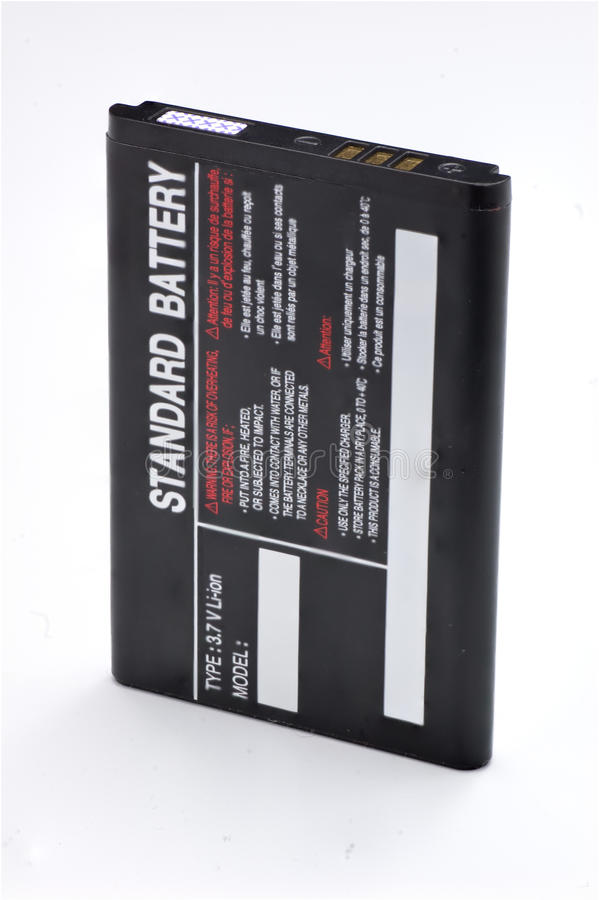 STANDARD BATTERY
⚠ WARNING: THERE IS A RISK OF OVERHEATING,
FIRE OR EXPLOSION, IF :
• PUT INTO A FIRE, HEATED,
OR SUBJECTED TO IMPACT.
• COMES INTO CONTACT WITH WATER, OR IF
THE BATTERY-TERMINALS ARE CONNECTED
TO A NECKLACE OR ANY OTHER METALS.
⚠ CAUTION
• USE ONLY THE SPECIFIED CHARGER.
• STORE BATTERY PACK IN A DRY PLACE, 0 TO + 40°C
• THIS PRODUCT IS A CONSUMABLE.
⚠ Attention: Il y a un risque de surchauffe,
de feu ou d'explosion de la batterie si :
• Elle est jetée au feu, chauffée ou reçoit
un choc violent
• Elle est jetée dans l'eau ou si ses contacts
sont reliés par un objet métallique
⚠ Attention:
• Utiliser uniquement un chargeur
• Stocker la batterie dans un endroit sec, de 0 à 40°C
• Ce produit est un consommable
TYPE : 3.7 V Li-ion
MODEL :
dreamstime